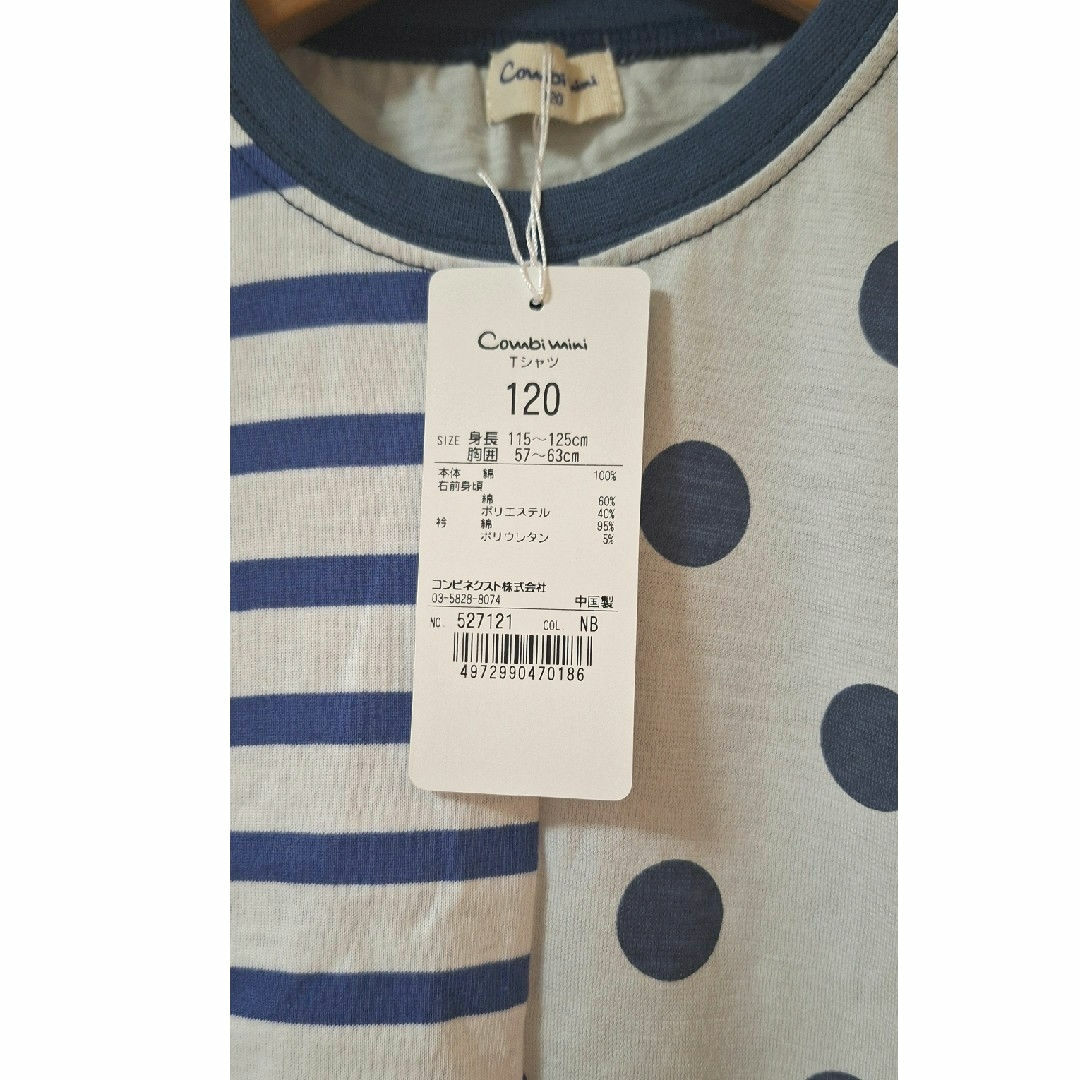 Combi mini
120
Combi mini
Tシャツ
120
SIZE 身長 115～125cm
胸囲 57～63cm
本体 綿 100%
右前身頃
綿 60%
ポリエステル 40%
衿 綿 95%
ポリウレタン 5%
コンビネクスト株式会社
03-5828-8074 中国製
NO. 527121 COL. NB
4972990470186